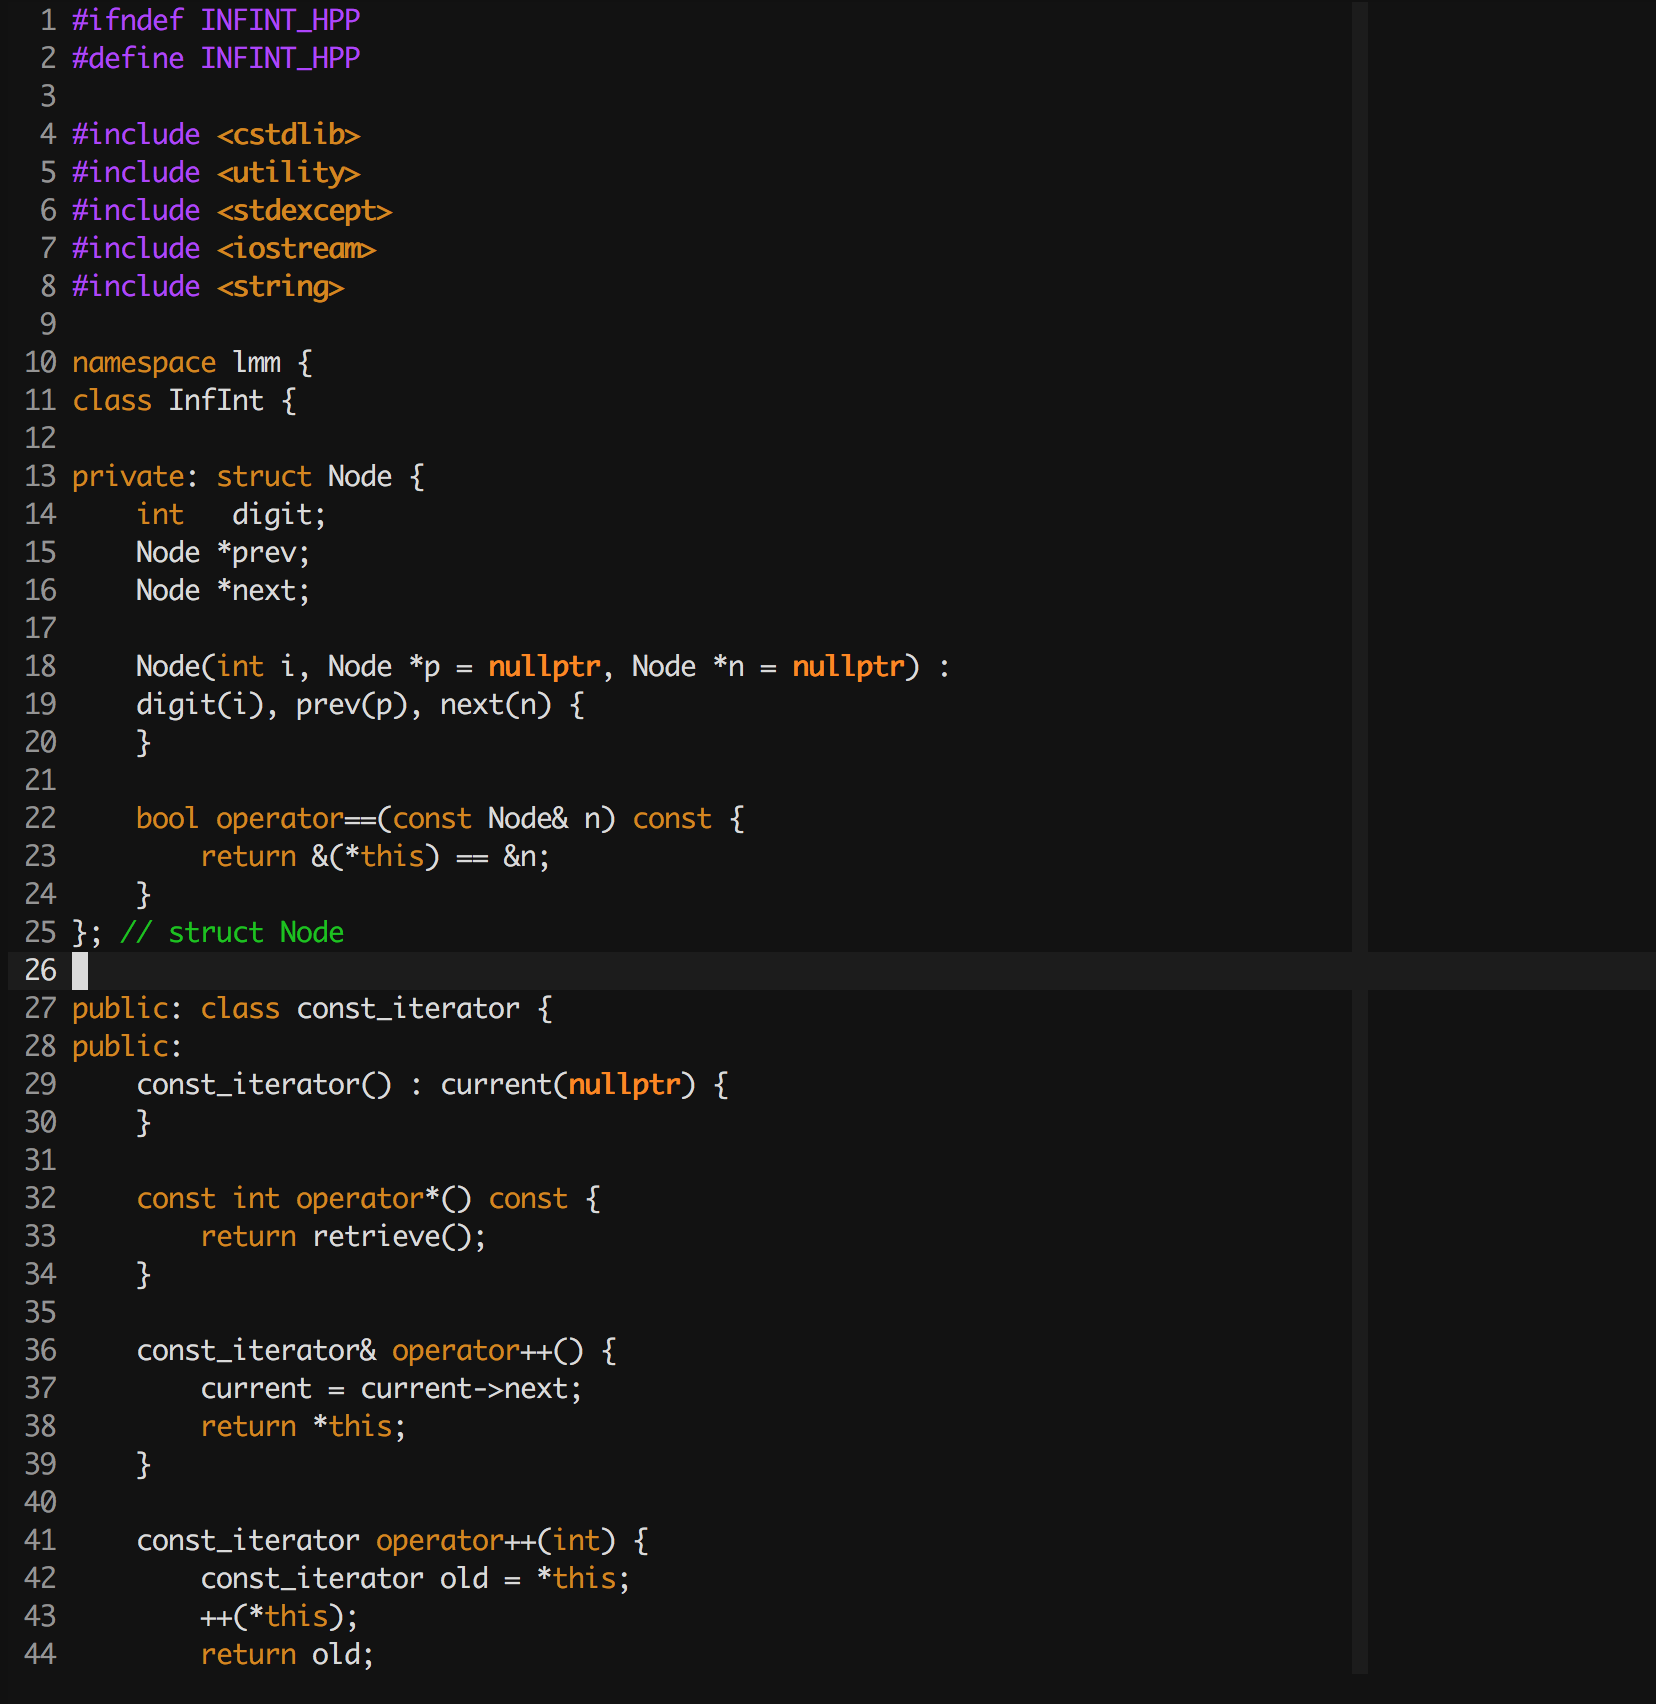 1 #ifndef INFINT_HPP
2 #define INFINT_HPP
3
4 #include <cstdlib>
5 #include <utility>
6 #include <stdexcept>
7 #include <iostream>
8 #include <string>
9
10 namespace lmm {
11 class InfInt {
12
13 private: struct Node {
14     int   digit;
15     Node *prev;
16     Node *next;
17
18     Node(int i, Node *p = nullptr, Node *n = nullptr) :
19     digit(i), prev(p), next(n) {
20     }
21
22     bool operator==(const Node& n) const {
23         return &(*this) == &n;
24     }
25 }; // struct Node
26
27 public: class const_iterator {
28 public:
29     const_iterator() : current(nullptr) {
30     }
31
32     const int operator*() const {
33         return retrieve();
34     }
35
36     const_iterator& operator++() {
37         current = current->next;
38         return *this;
39     }
40
41     const_iterator operator++(int) {
42         const_iterator old = *this;
43         ++(*this);
44         return old;